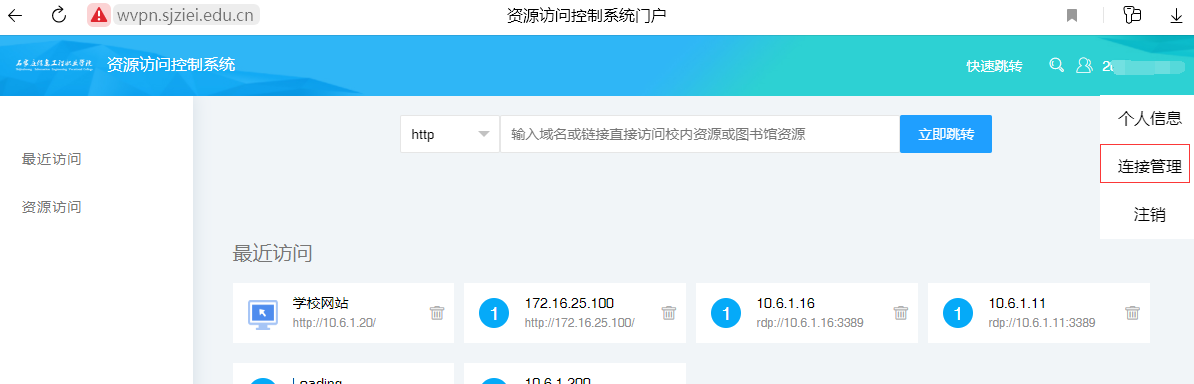 wvpn.sjziei.edu.cn
资源访问控制系统门户
资源访问控制系统
快速跳转
个人信息
连接管理
注销
http
输入域名或链接直接访问校内资源或图书馆资源
立即跳转
最近访问
资源访问
最近访问
学校网站
http://10.6.1.20/
1
172.16.25.100
http://172.16.25.100/
1
10.6.1.16
rdp://10.6.1.16:3389
1
10.6.1.11
rdp://10.6.1.11:3389
Loading
10.6.1.200